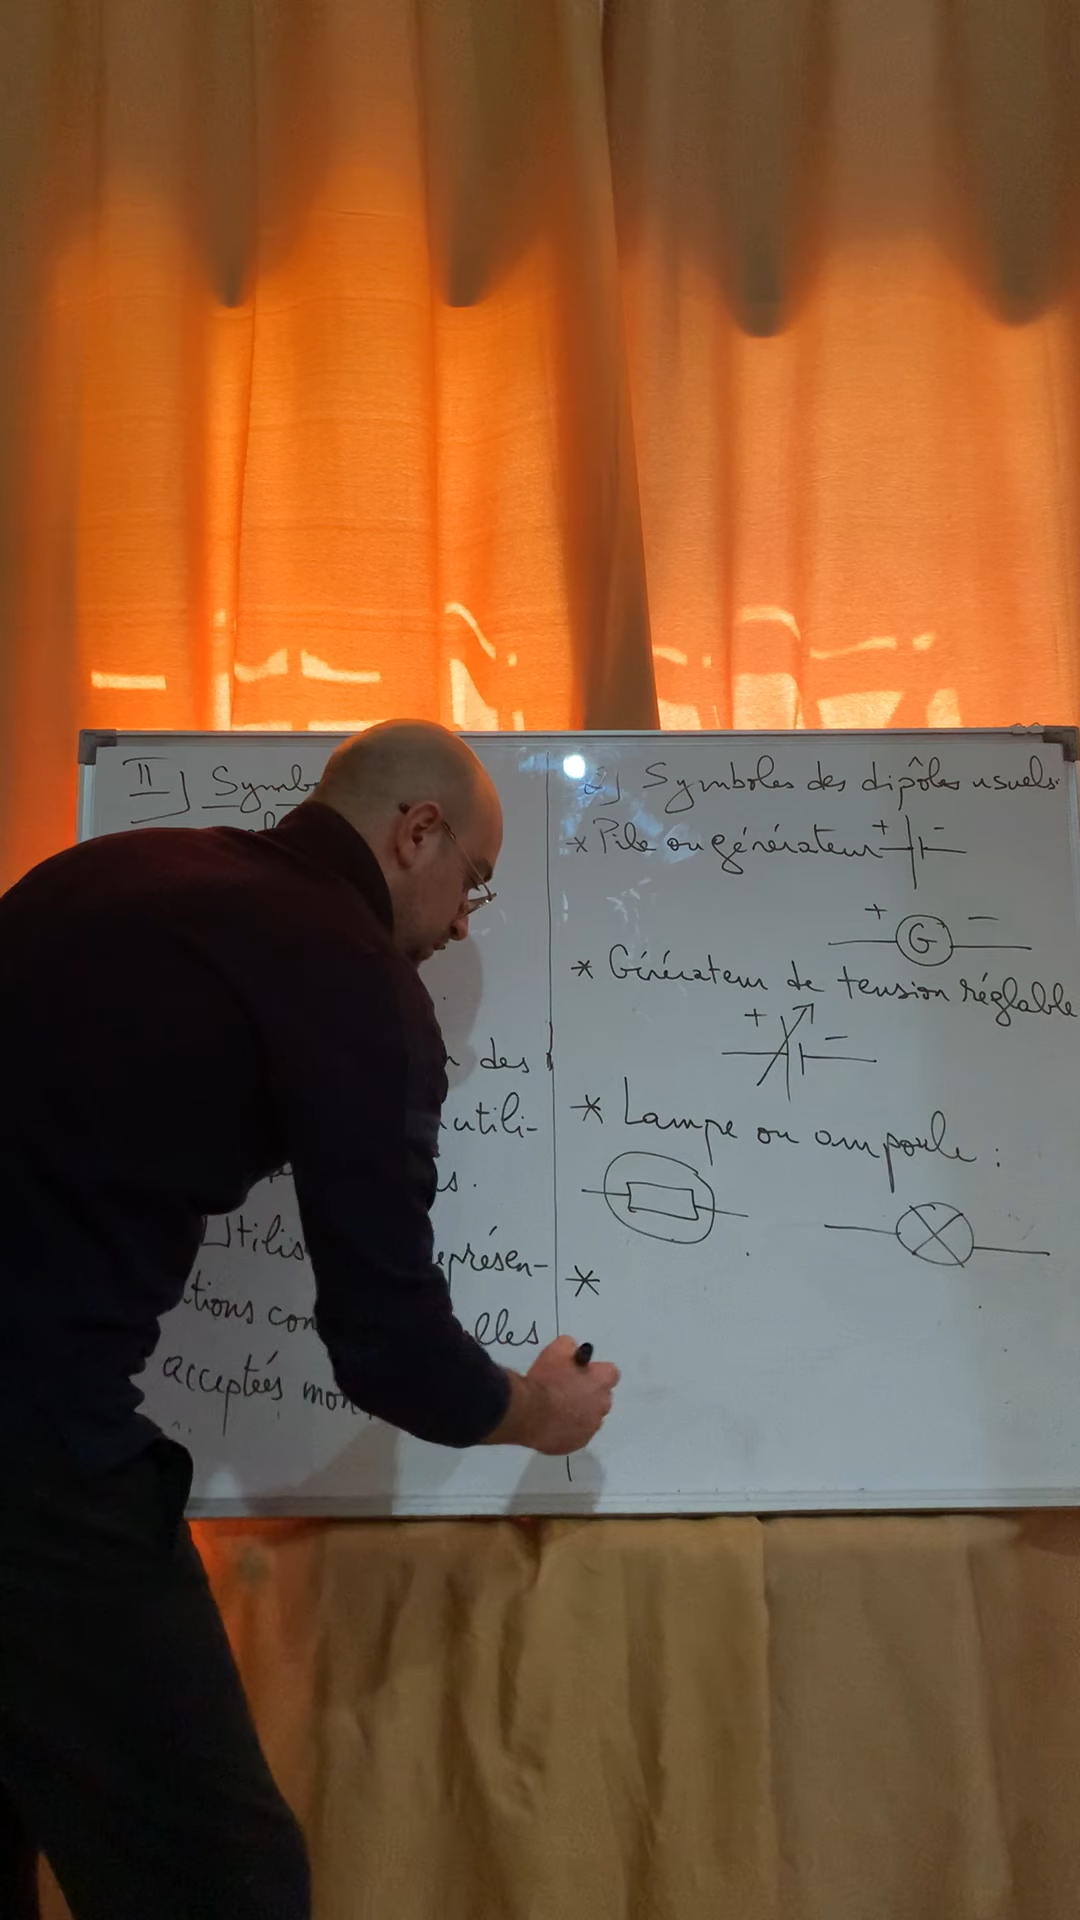 II) Symb
n des
utili-
s.
Utilis eprésen-
tions con elles
acceptées mon
2) Symboles des dipôles usuels.
* Pile ou générateur + -
+ G -
* Générateur de tension réglable
+ -
* Lampe ou ampoule :
*